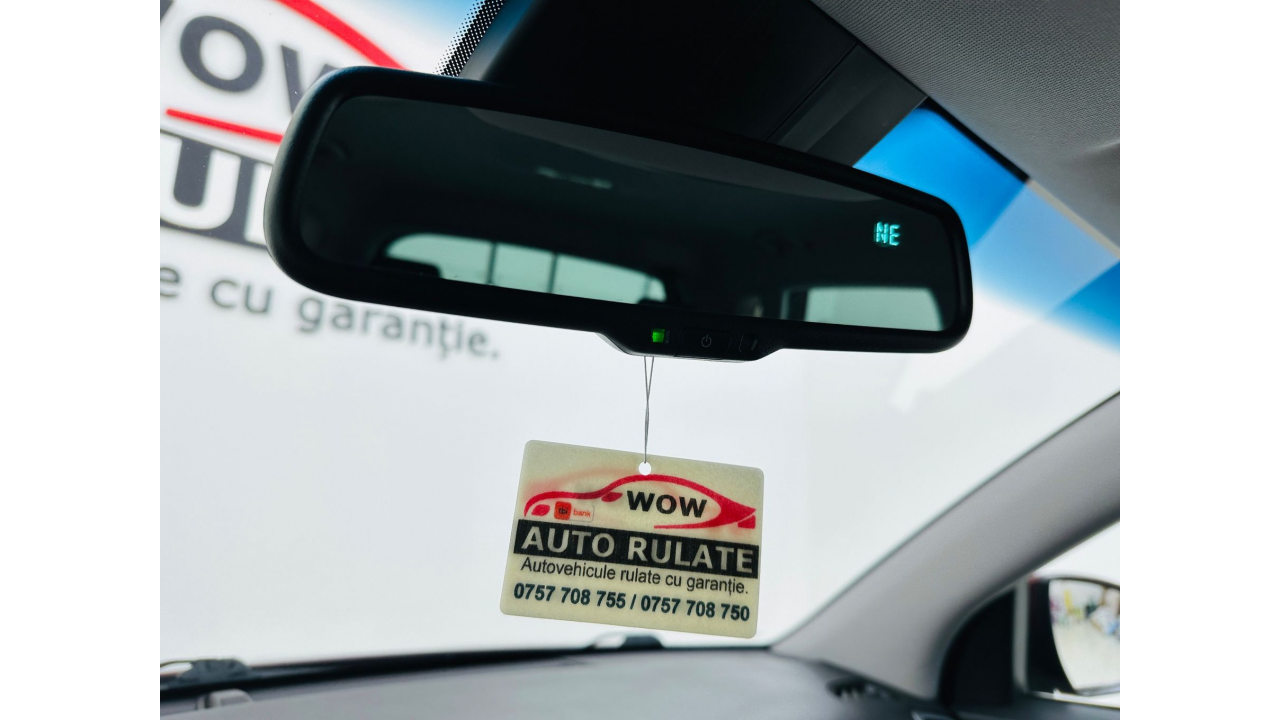 e cu garanție.
NE
WOW
tbi bank
AUTO RULATE
Autovehicule rulate cu garanție.
0757 708 755 / 0757 708 750